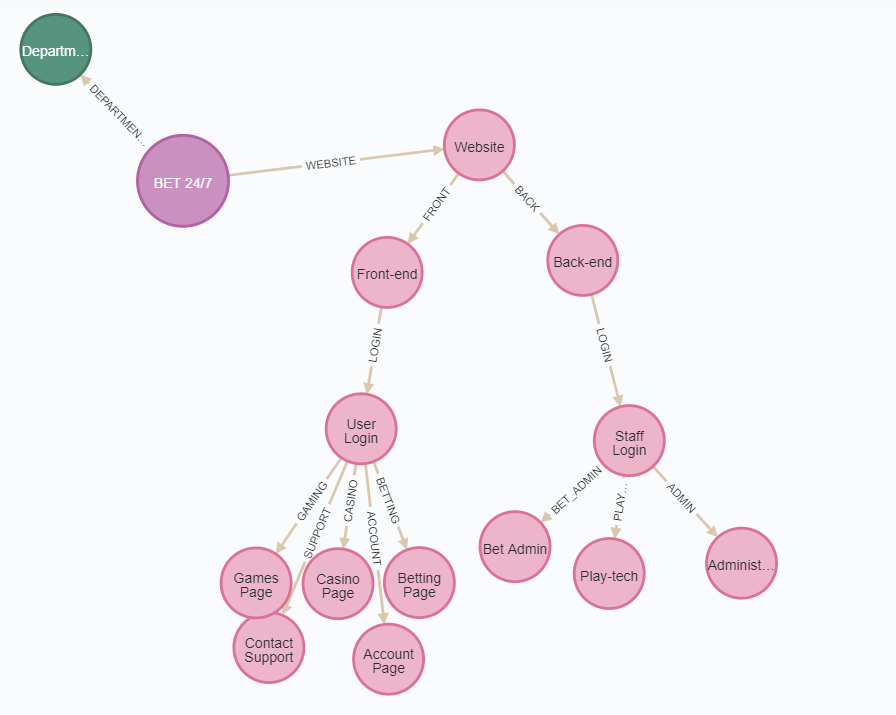 Departm...
DEPARTMEN...
BET 24/7
WEBSITE
Website
FRONT
BACK
Front-end
Back-end
LOGIN
LOGIN
User
Login
Staff
Login
GAMING
SUPPORT
CASINO
ACCOUNT
BETTING
BET_ADMIN
PLAY...
ADMIN
Bet Admin
Play-tech
Administ...
Games
Page
Casino
Page
Betting
Page
Contact
Support
Account
Page